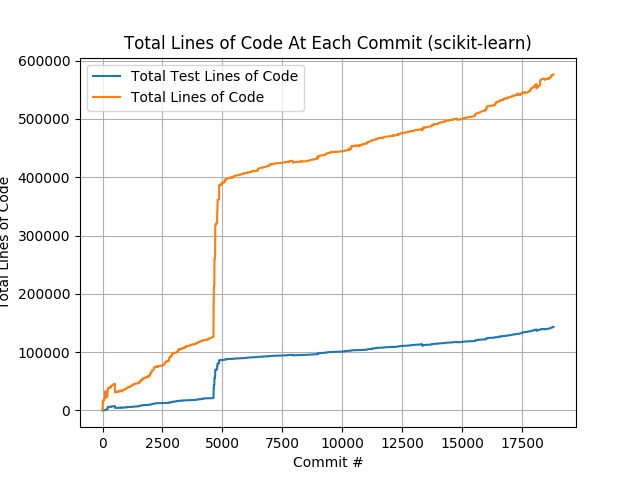 Total Lines of Code At Each Commit (scikit-learn)
Total Test Lines of Code
Total Lines of Code
600000
500000
400000
300000
200000
100000
0
Total Lines of Code
0 2500 5000 7500 10000 12500 15000 17500
Commit #